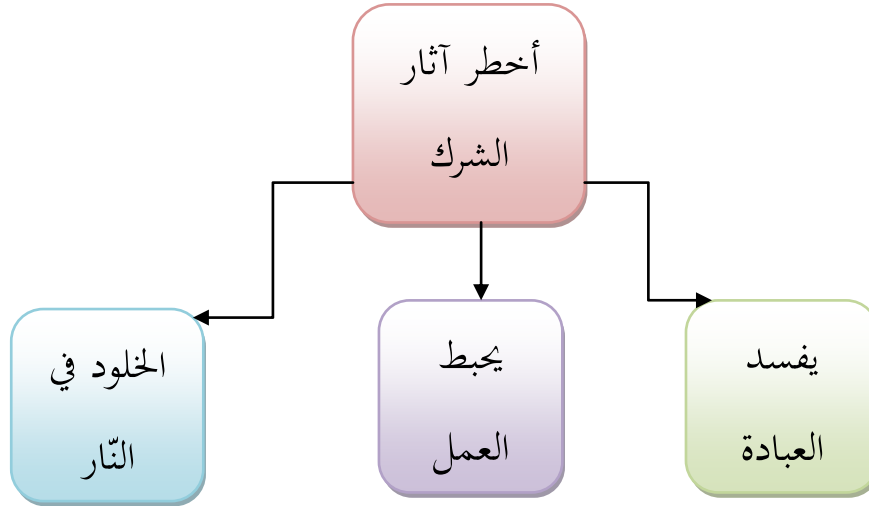 أخطر آثار
الشرك
يفسد
العبادة
يحبط
العمل
الخلود في
النّار